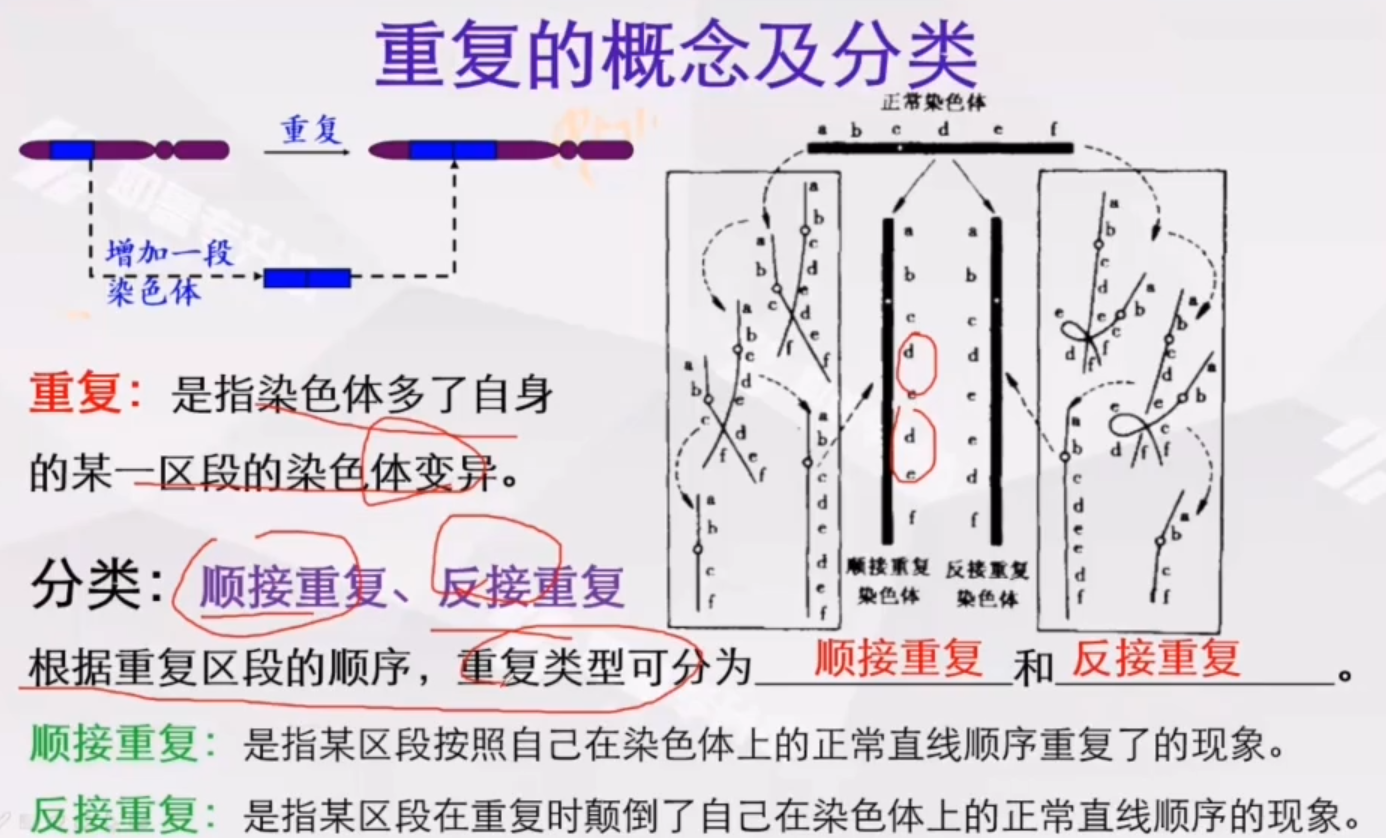 重复的概念及分类
重复
增加一段
染色体
正常染色体
a b c d e f
a
b
c
d
e
f
a
b
c
d
e
f
a
b
c
d
e
f
a
b
c
d
e
f
a
b
c
f
a
b
c
d
e
d
e
f
a
b
c
d
e
d
e
f
a
b
c
d
e
e
d
f
顺接重复
染色体
反接重复
染色体
a
b
c
d
e
f
a
b
c
e
d
f
a
b
c
d
e
f
a
b
c
e
d
f
a
b
c
d
e
e
d
f
a
b
c
f
重复：是指染色体多了自身
的某一区段的染色体变异。
分类：顺接重复、反接重复
根据重复区段的顺序，重复类型可分为 顺接重复 和 反接重复 。
顺接重复：是指某区段按照自己在染色体上的正常直线顺序重复了的现象。
反接重复：是指某区段在重复时颠倒了自己在染色体上的正常直线顺序的现象。